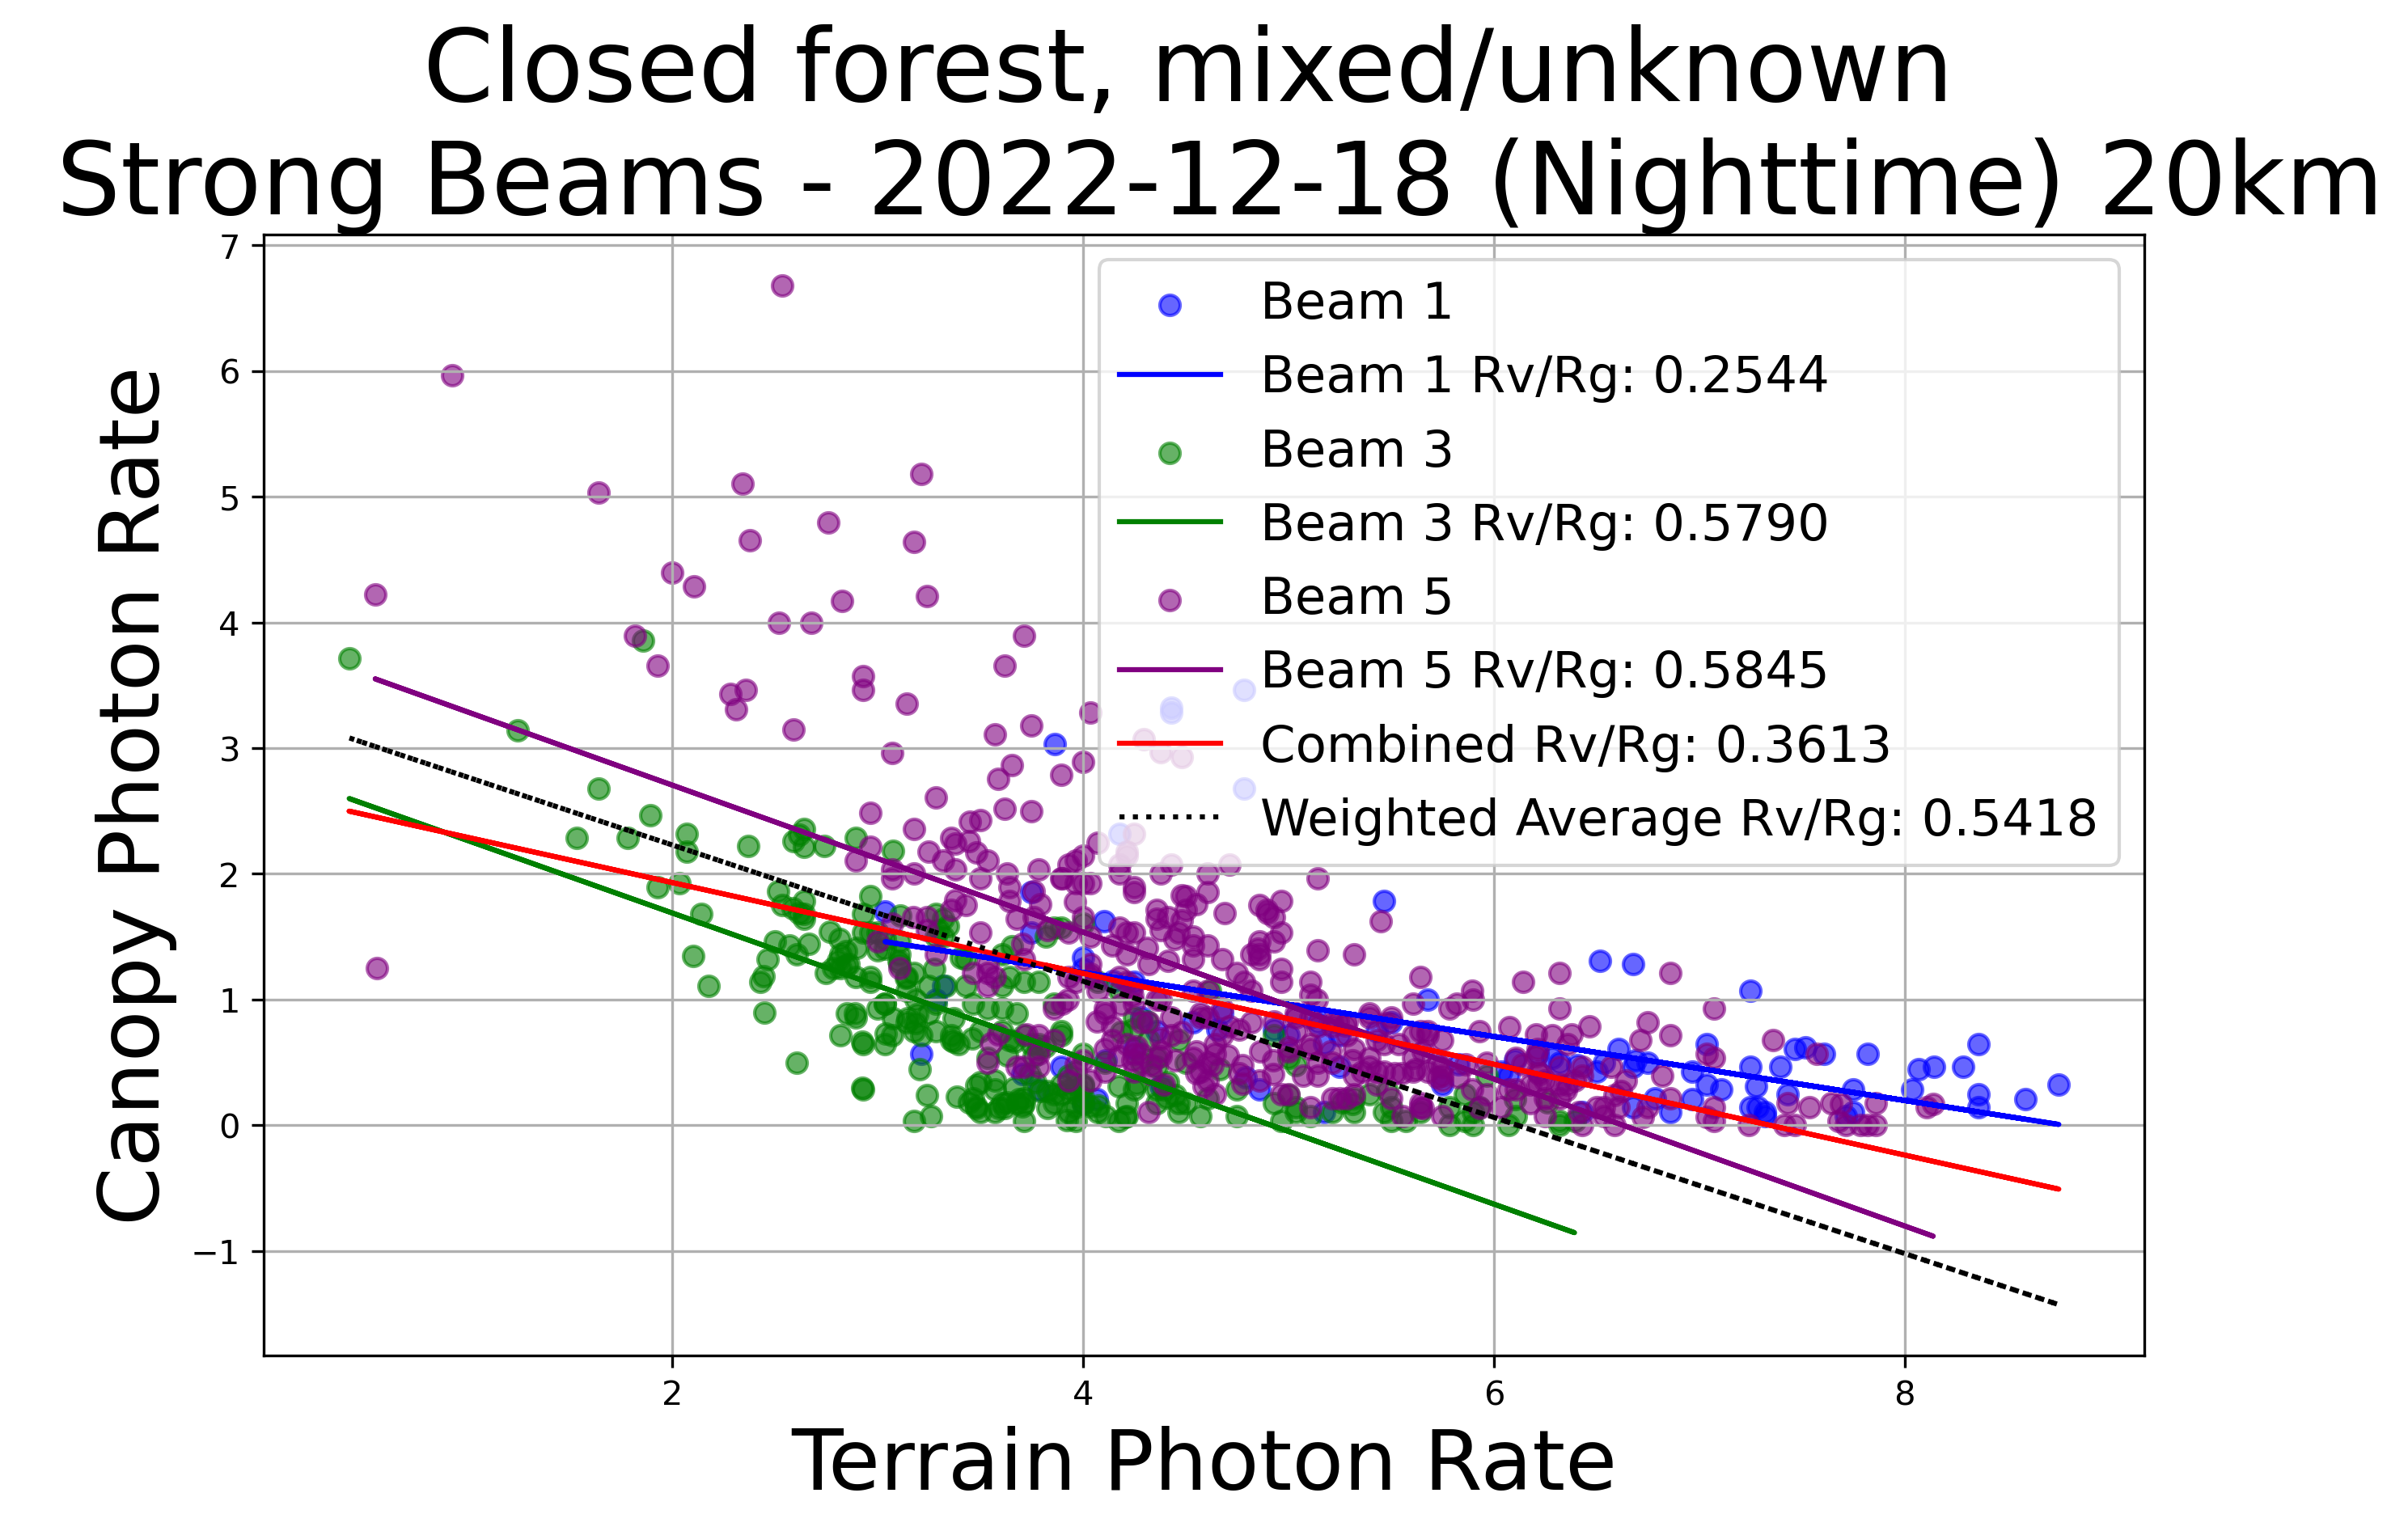 Closed forest, mixed/unknown
Strong Beams - 2022-12-18 (Nighttime) 20km
7
6
5
4
3
2
1
0
−1
Canopy Photon Rate
Beam 1
Beam 1 Rv/Rg: 0.2544
Beam 3
Beam 3 Rv/Rg: 0.5790
Beam 5
Beam 5 Rv/Rg: 0.5845
Combined Rv/Rg: 0.3613
Weighted Average Rv/Rg: 0.5418
2 4 6 8
Terrain Photon Rate